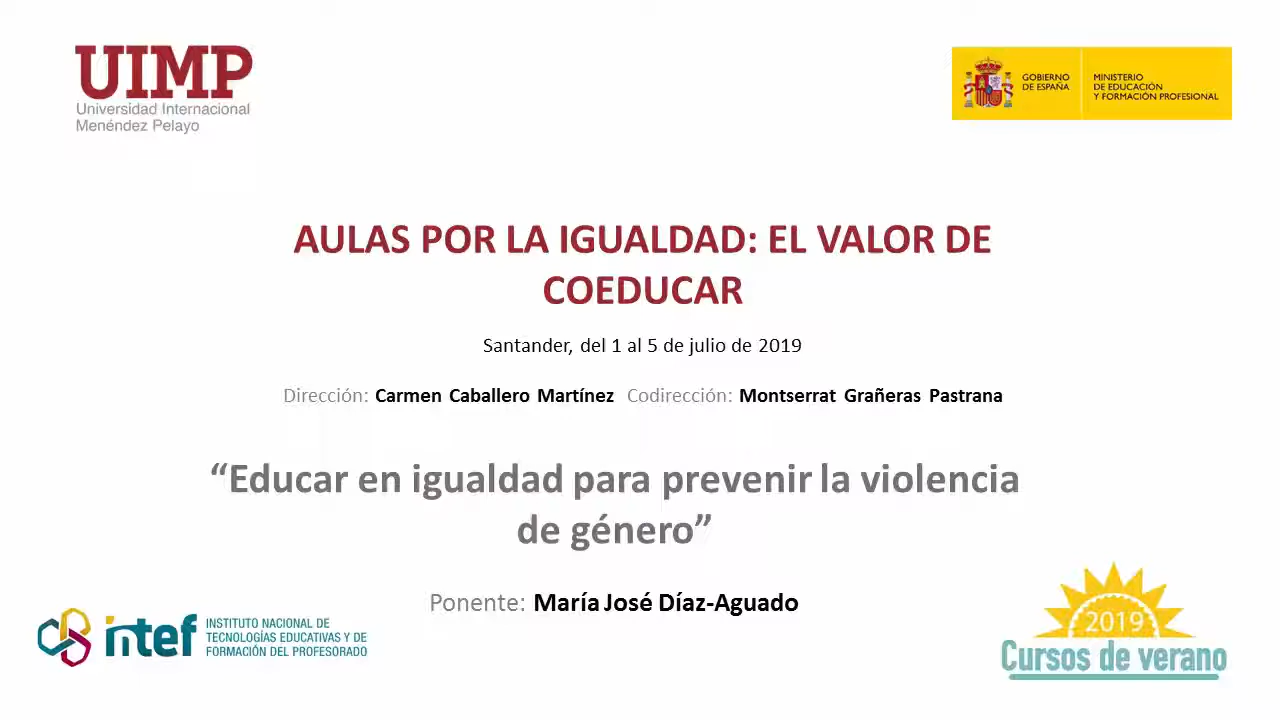 UIMP
Universidad Internacional
Menéndez Pelayo
GOBIERNO
DE ESPAÑA
MINISTERIO
DE EDUCACIÓN
Y FORMACIÓN PROFESIONAL
AULAS POR LA IGUALDAD: EL VALOR DE
COEDUCAR
Santander, del 1 al 5 de julio de 2019
Dirección: Carmen Caballero Martínez Codirección: Montserrat Grañeras Pastrana
“Educar en igualdad para prevenir la violencia
de género”
Ponente: María José Díaz-Aguado
intef
INSTITUTO NACIONAL DE
TECNOLOGÍAS EDUCATIVAS Y DE
FORMACIÓN DEL PROFESORADO
2019
Cursos de verano